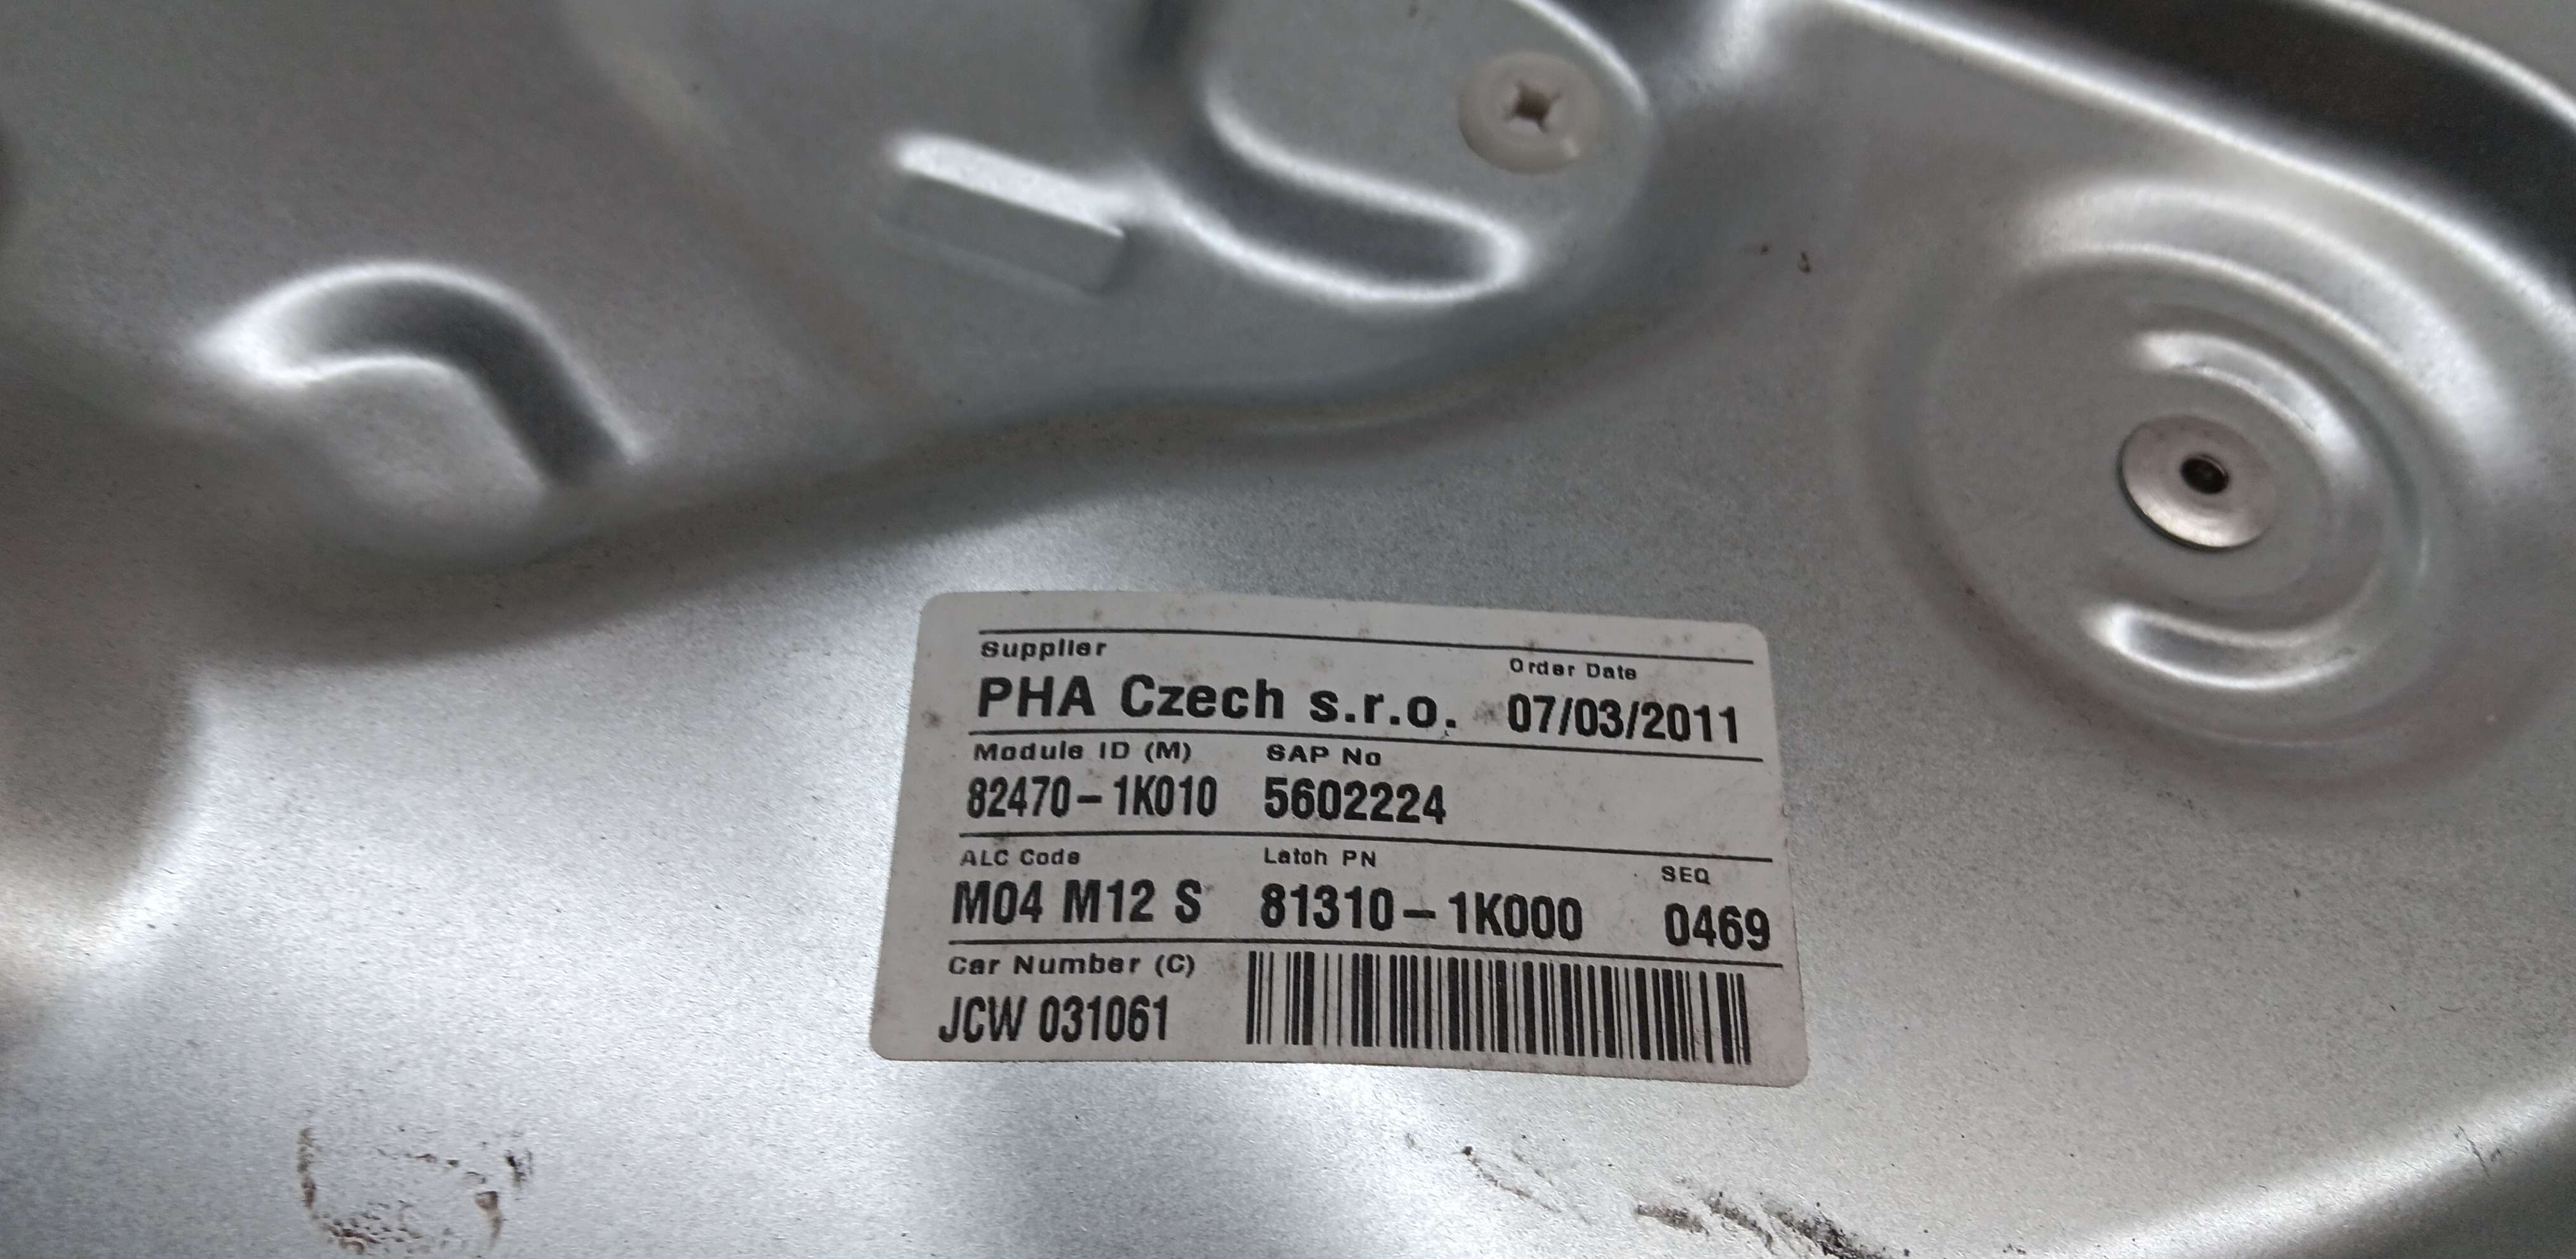 Supplier
Order Date
PHA Czech s.r.o. 07/03/2011
Module ID (M) SAP No
82470-1K010 5602224
ALC Code Latch PN SEQ
M04 M12 S 81310-1K000 0469
Car Number (C)
JCW 031061